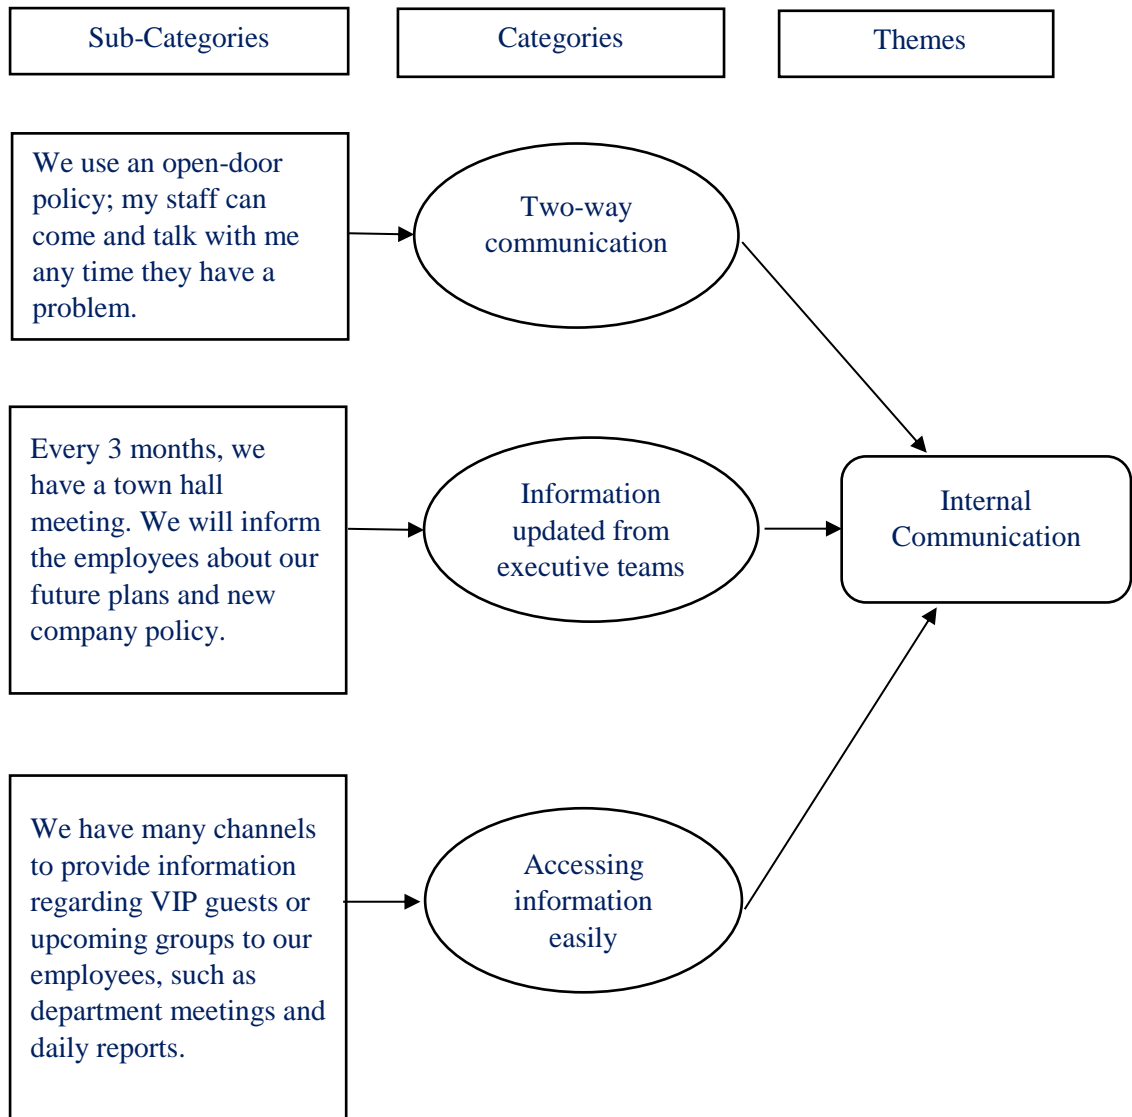 Sub-Categories
Categories
Themes
We use an open-door
policy; my staff can
come and talk with me
any time they have a
problem.
Two-way
communication
Every 3 months, we
have a town hall
meeting. We will inform
the employees about our
future plans and new
company policy.
Information
updated from
executive teams
Internal
Communication
We have many channels
to provide information
regarding VIP guests or
upcoming groups to our
employees, such as
department meetings and
daily reports.
Accessing
information
easily